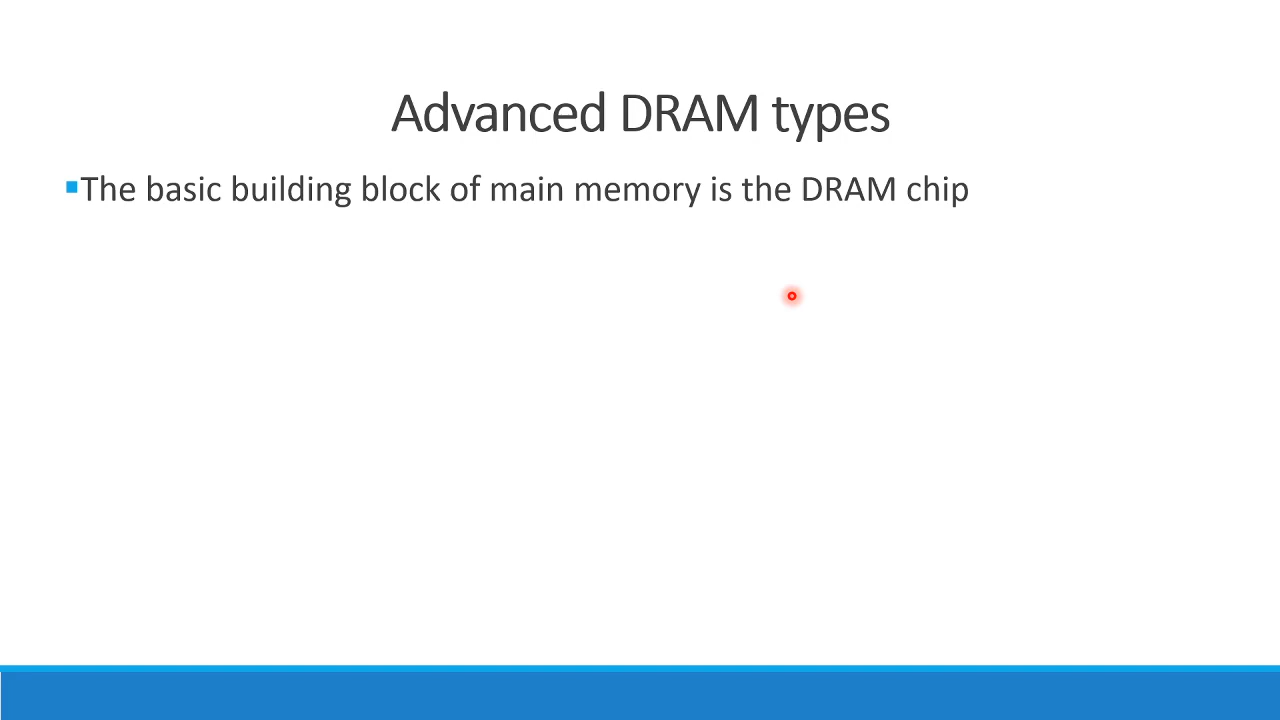 Advanced DRAM types
▪The basic building block of main memory is the DRAM chip